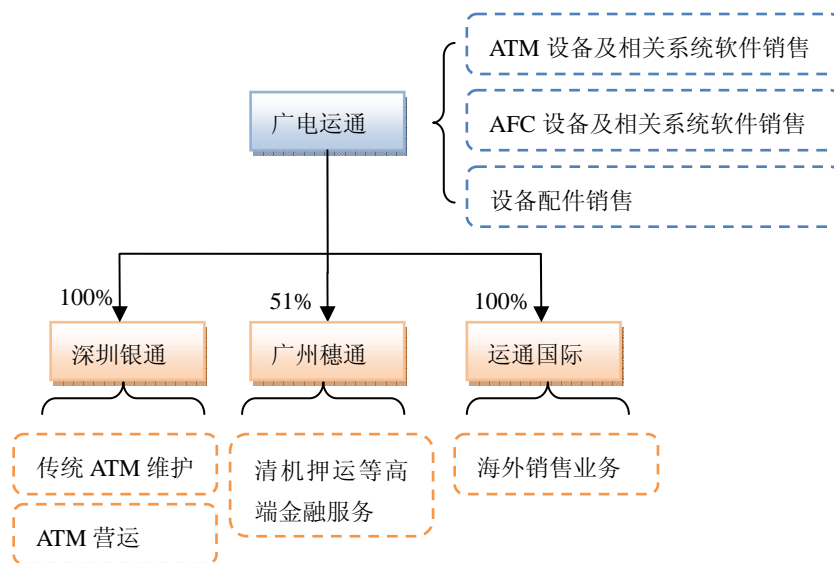 ATM 设备及相关系统软件销售
广电运通
AFC 设备及相关系统软件销售
设备配件销售
100%
51%
100%
深圳银通
广州穗通
运通国际
传统 ATM 维护
清机押运等高
端金融服务
海外销售业务
ATM 营运